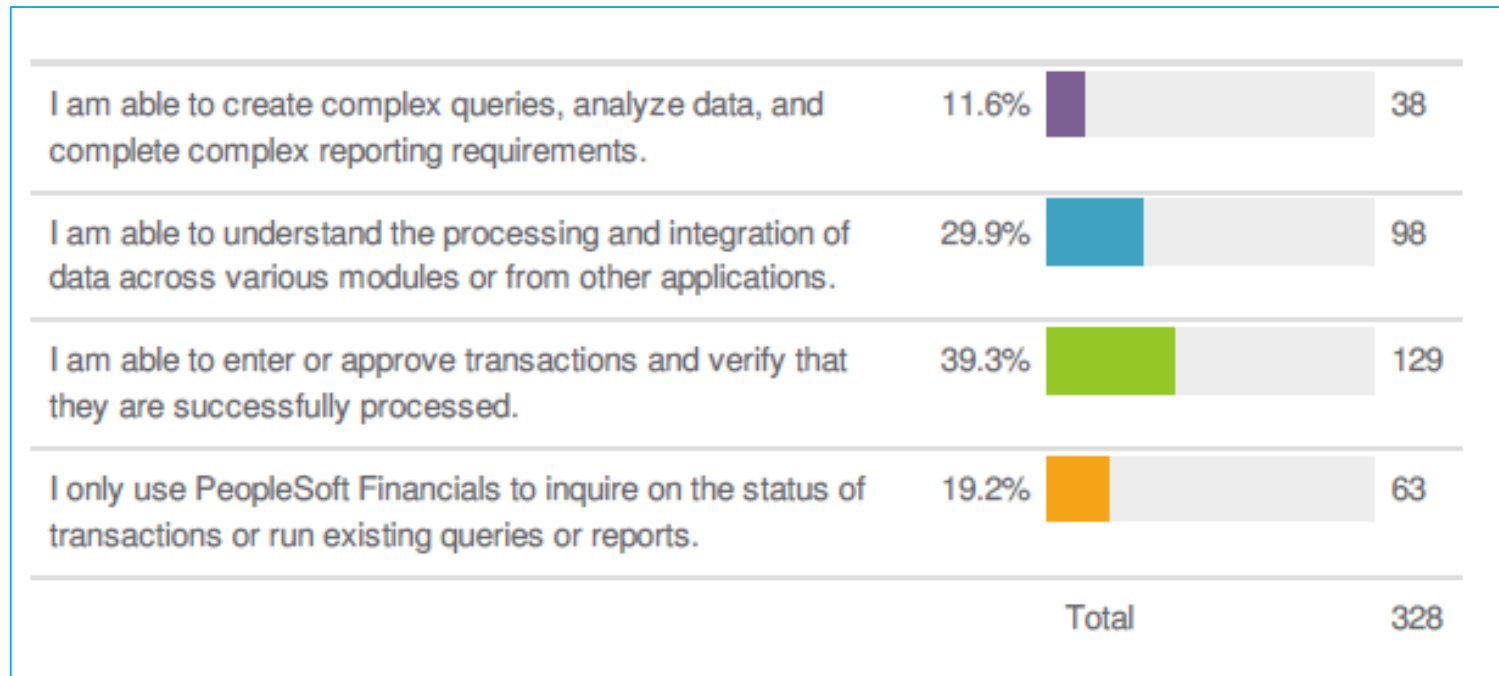 I am able to create complex queries, analyze data, and 11.6% 38
complete complex reporting requirements.
I am able to understand the processing and integration of 29.9% 98
data across various modules or from other applications.
I am able to enter or approve transactions and verify that 39.3% 129
they are successfully processed.
I only use PeopleSoft Financials to inquire on the status of 19.2% 63
transactions or run existing queries or reports.
Total 328